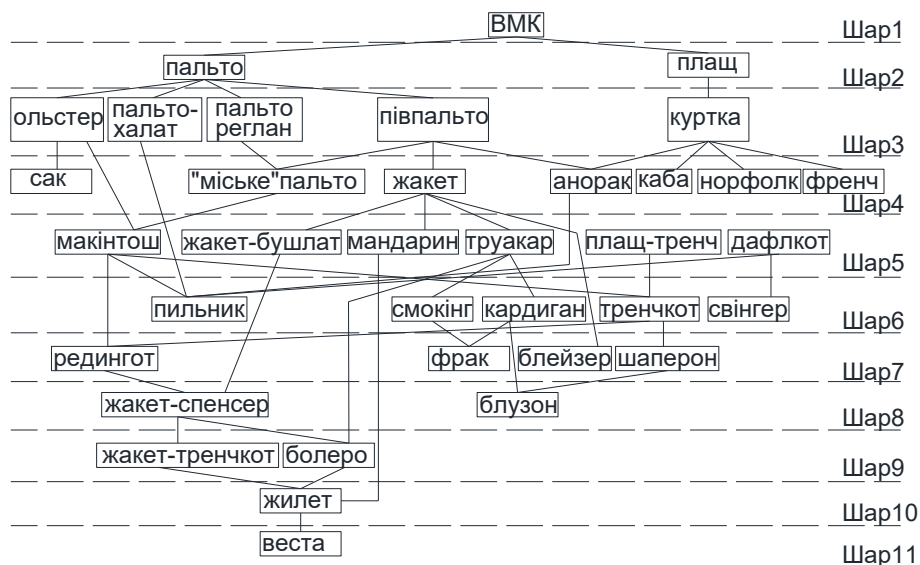 ВМК
Шар1
пальто
плащ
Шар2
ольстер
пальто-
халат
пальто
реглан
півпальто
куртка
Шар3
сак
"міське"пальто
жакет
анорак
каба
норфолк
френч
Шар4
макінтош
жакет-бушлат
мандарин
труакар
плащ-тренч
дафлкот
Шар5
пильник
смокінг
кардиган
тренчкот
свінгер
Шар6
редингот
фрак
блейзер
шаперон
Шар7
жакет-спенсер
блузон
Шар8
жакет-тренчкот
болеро
Шар9
жилет
Шар10
веста
Шар11